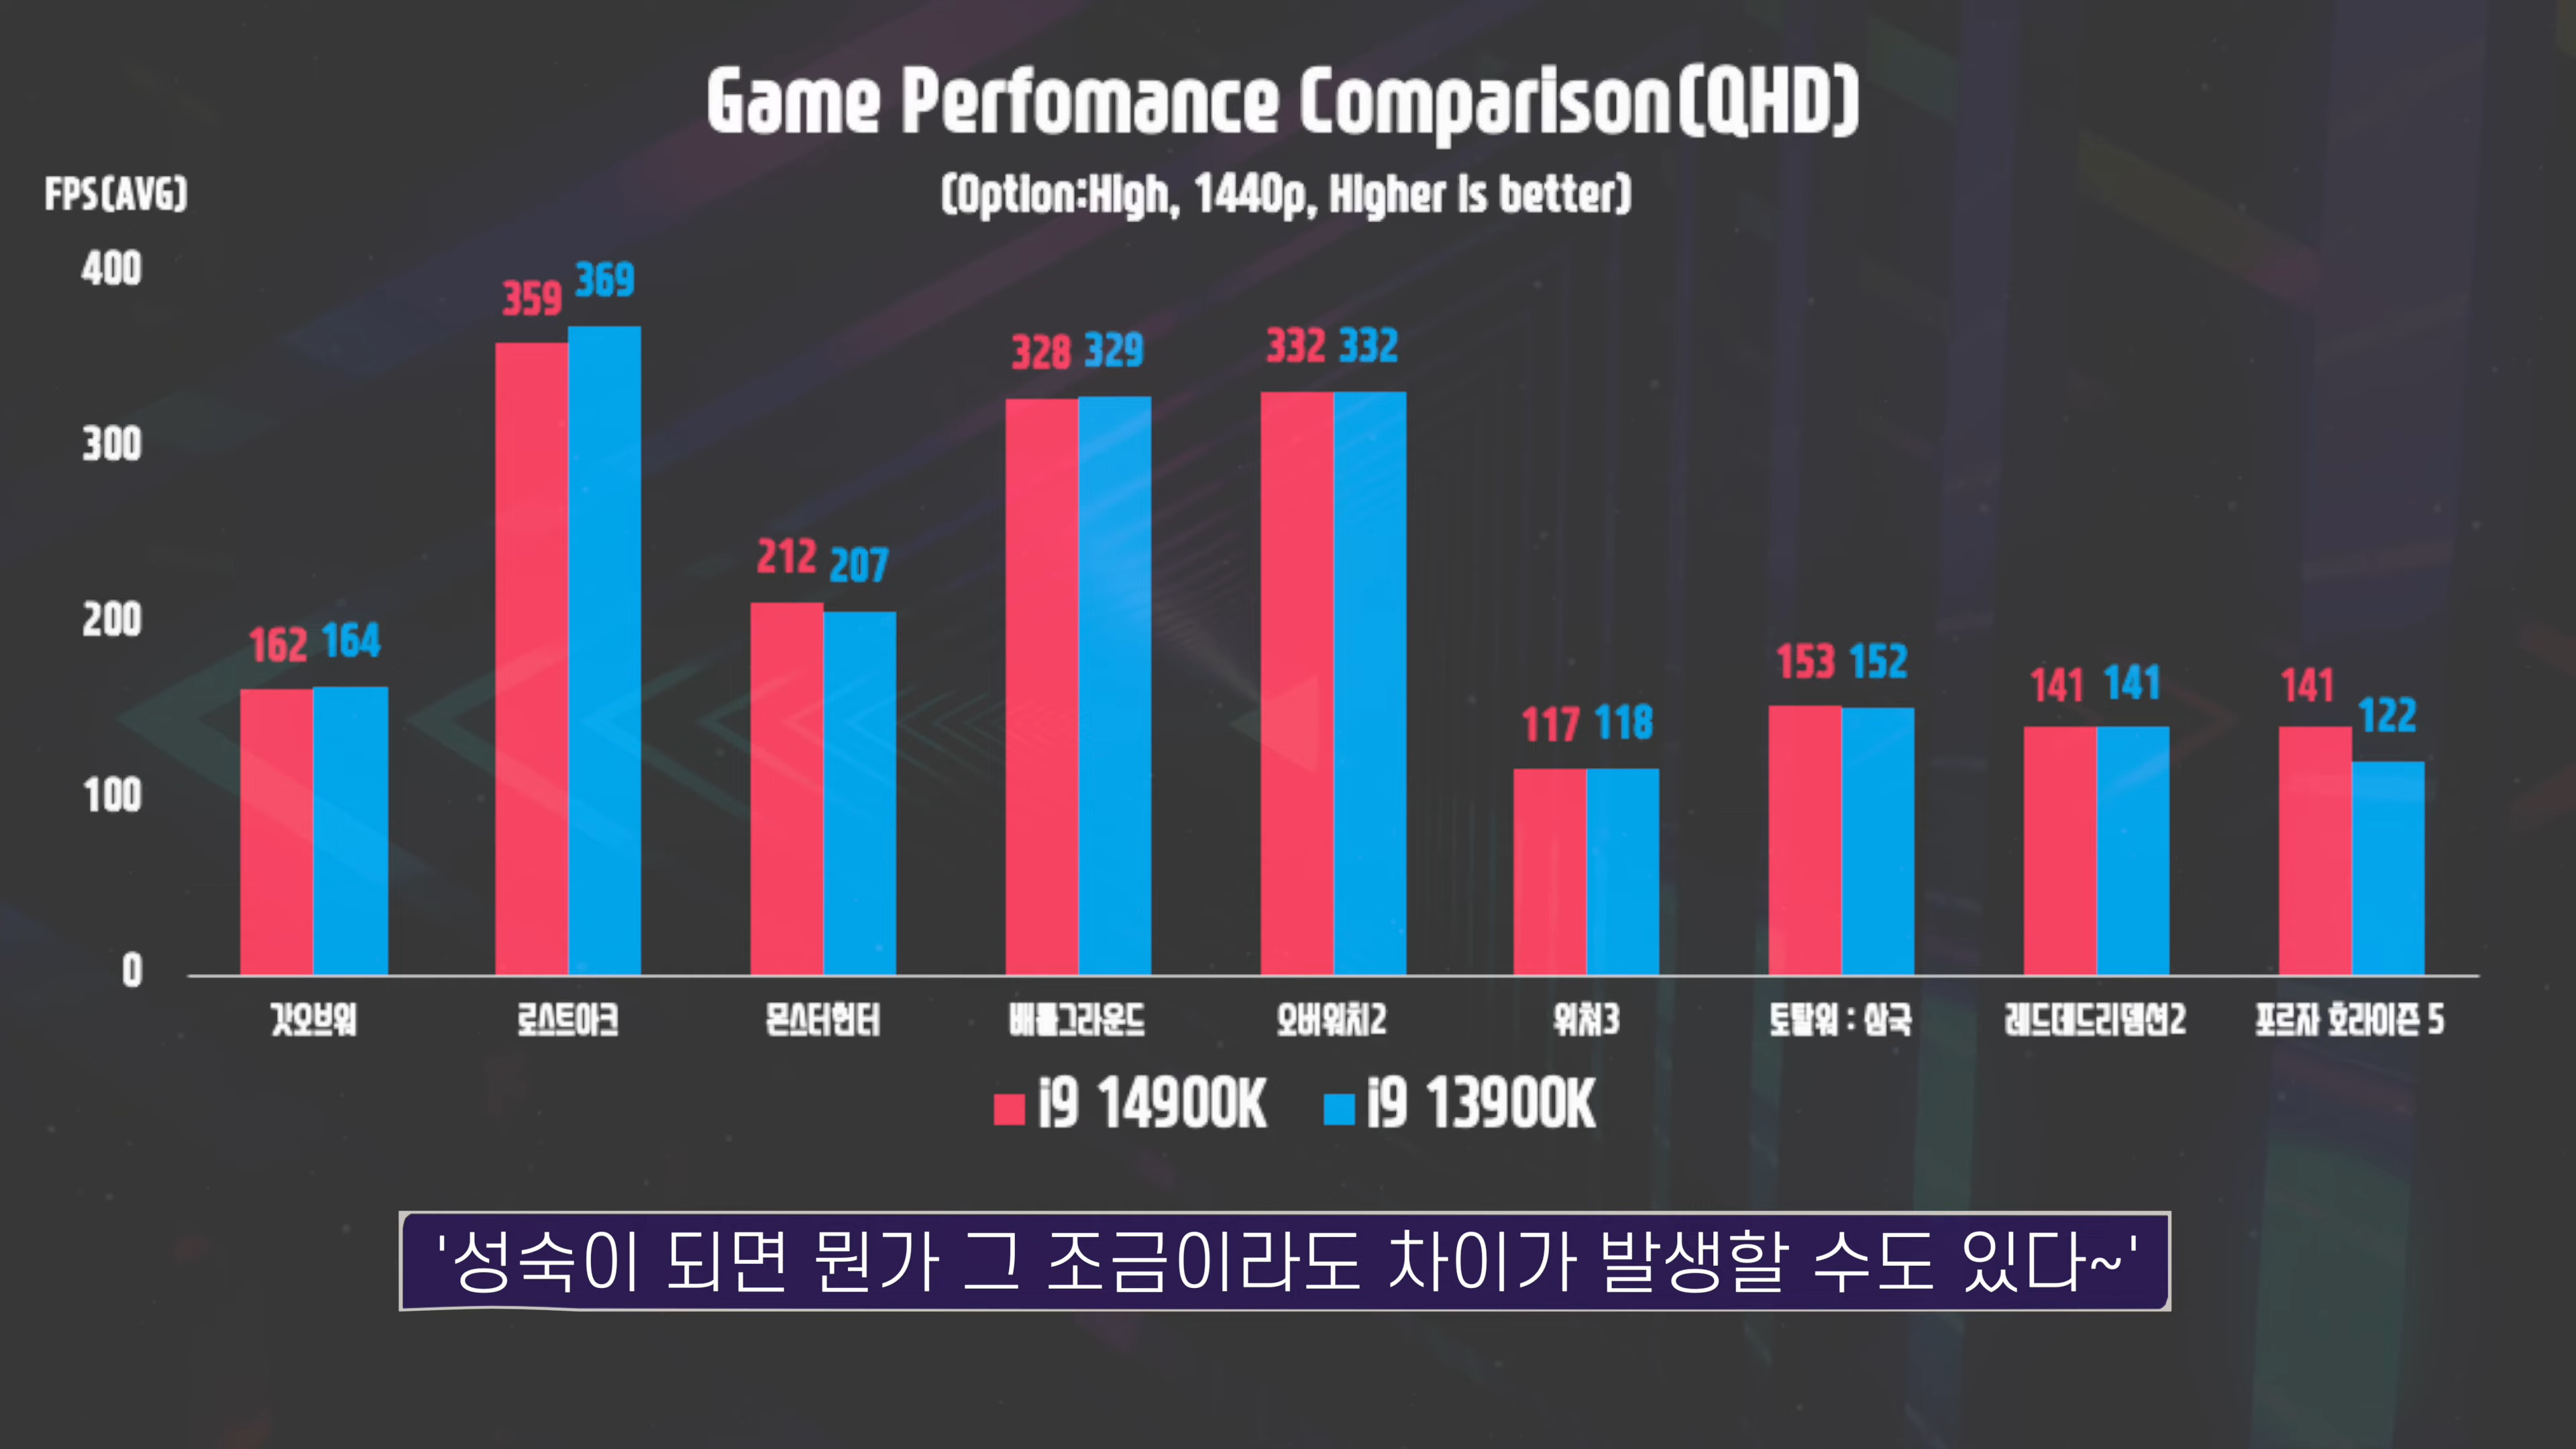 Game Perfomance Comparison(QHD)
(Option:High, 1440p, Higher is better)
FPS(AVG)
400
300
200
100
0
162 164
359 369
212 207
328 329
332 332
117 118
153 152
141 141
141 122
갓오브워 로스트아크 몬스터헌터 배틀그라운드 오버워치2 위쳐3 토탈워 : 삼국 레드데드리뎀션2 포르자 호라이즌 5
i9 14900K i9 13900K
'성숙이 되면 뭔가 그 조금이라도 차이가 발생할 수도 있다~'